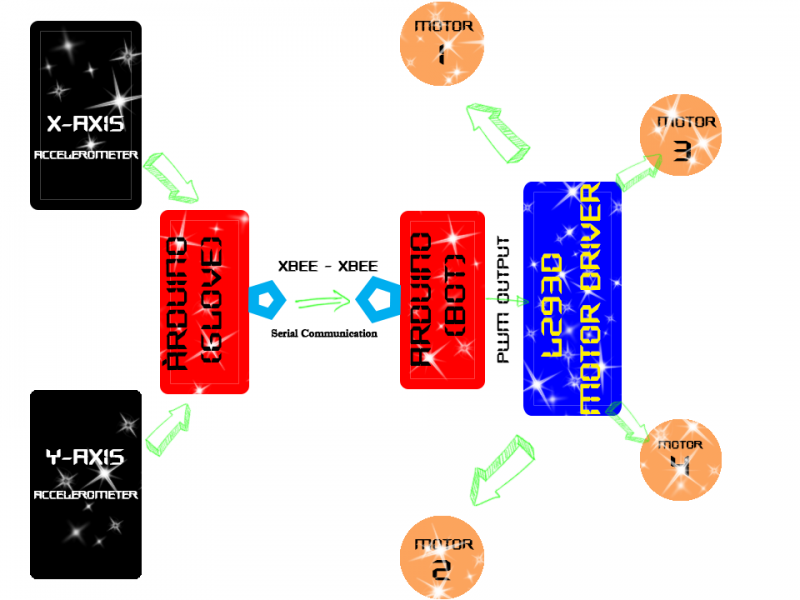 X-AXIS
ACCELEROMETER
Y-AXIS
ACCELEROMETER
ARDUINO
(GLOVE)
XBEE - XBEE
Serial Communication
ARDUINO
(BOT)
PWM OUTPUT
L293D
MOTOR DRIVER
MOTOR
1
MOTOR
3
MOTOR
4
MOTOR
2